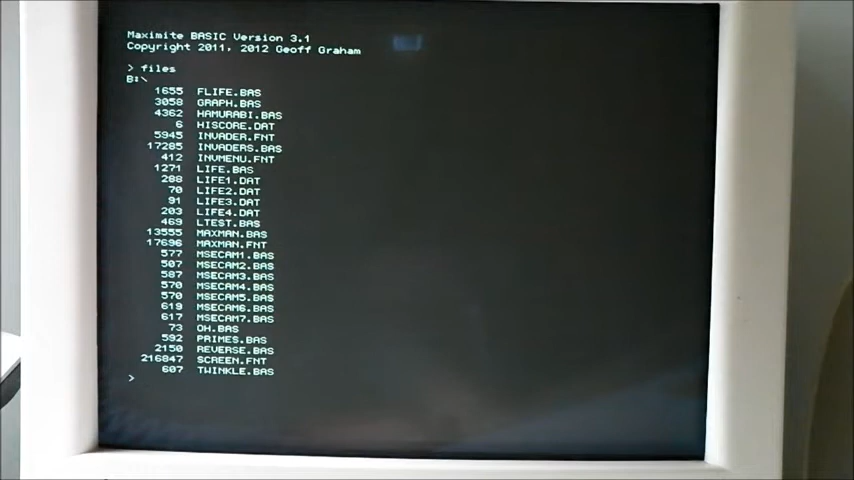 Maximite BASIC Version 3.1
Copyright 2011, 2012 Geoff Graham
> files
B:\
1655 FLIFE.BAS
3058 GRAPH.BAS
4362 HAMURABI.BAS
6 HISCORE.DAT
5945 INVADER.FNT
17285 INVADERS.BAS
412 INVMENU.FNT
1271 LIFE.BAS
288 LIFE1.DAT
70 LIFE2.DAT
91 LIFE3.DAT
203 LIFE4.DAT
469 LTEST.BAS
13555 MAXMAN.BAS
17696 MAXMAN.FNT
577 MSECAM1.BAS
507 MSECAM2.BAS
587 MSECAM3.BAS
570 MSECAM4.BAS
570 MSECAM5.BAS
619 MSECAM6.BAS
617 MSECAM7.BAS
73 OH.BAS
592 PRIMES.BAS
2150 REVERSE.BAS
216847 SCREEN.FNT
607 TWINKLE.BAS
>